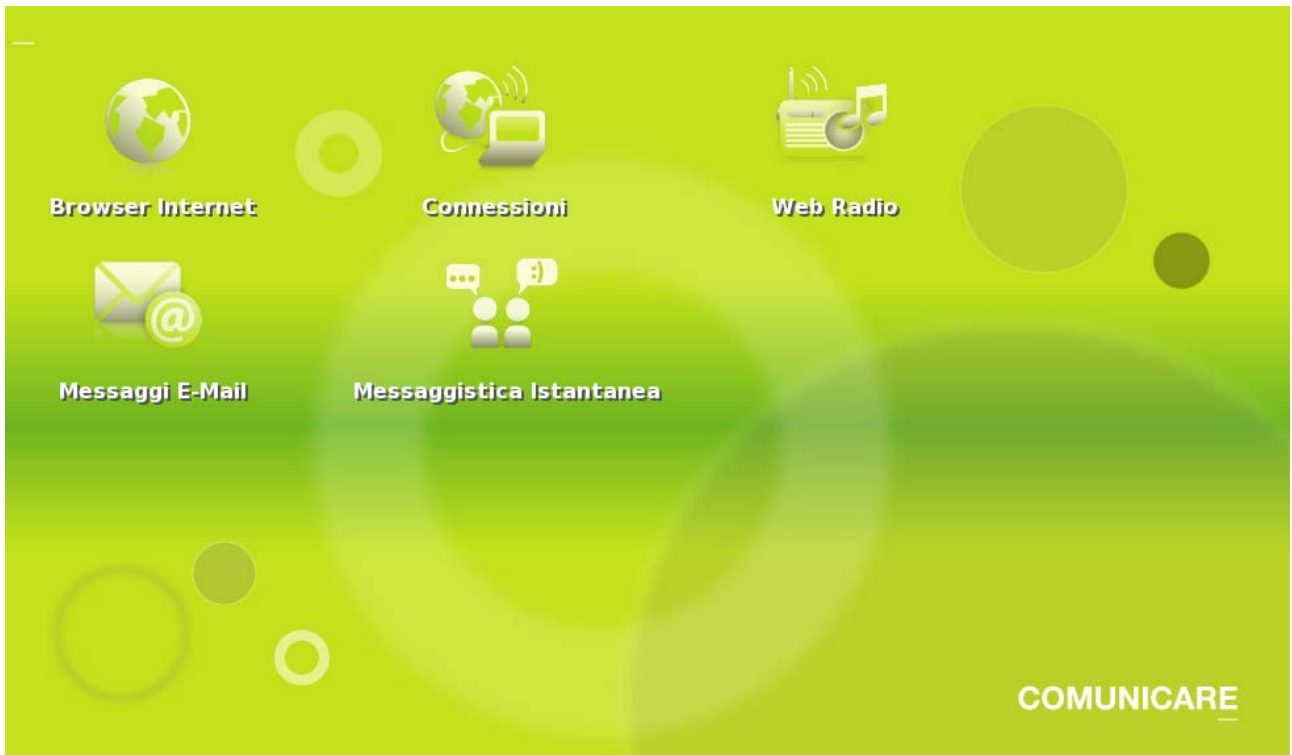 Browser Internet
Connessioni
Web Radio
@
... :)
Messaggi E-Mail
Messaggistica Istantanea
COMUNICARE